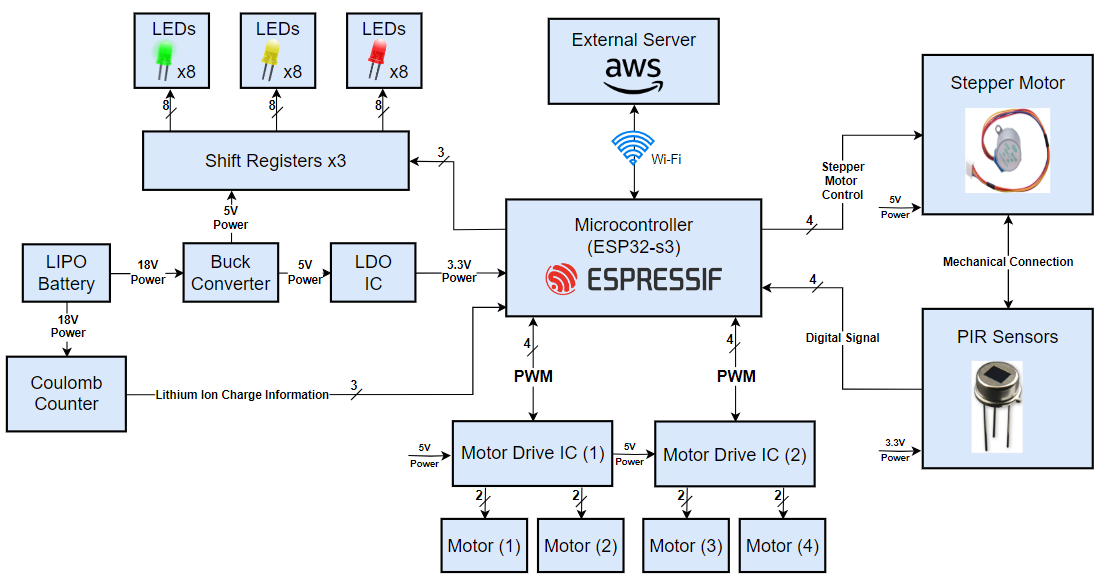 LEDs
x8
8
LEDs
x8
8
LEDs
x8
8
Shift Registers x3
3
5V
Power
External Server
aws
Wi-Fi
Stepper Motor
Stepper
Motor
Control
5V
Power
4
Microcontroller
(ESP32-s3)
ESPRESSIF
LIPO
Battery
18V
Power
Buck
Converter
5V
Power
LDO
IC
3.3V
Power
Mechanical Connection
18V
Power
4
Digital Signal
PIR Sensors
3.3V
Power
Coulomb
Counter
Lithium Ion Charge Information
3
4
PWM
4
PWM
5V
Power
Motor Drive IC (1)
5V
Power
Motor Drive IC (2)
2
2
2
2
Motor (1)
Motor (2)
Motor (3)
Motor (4)